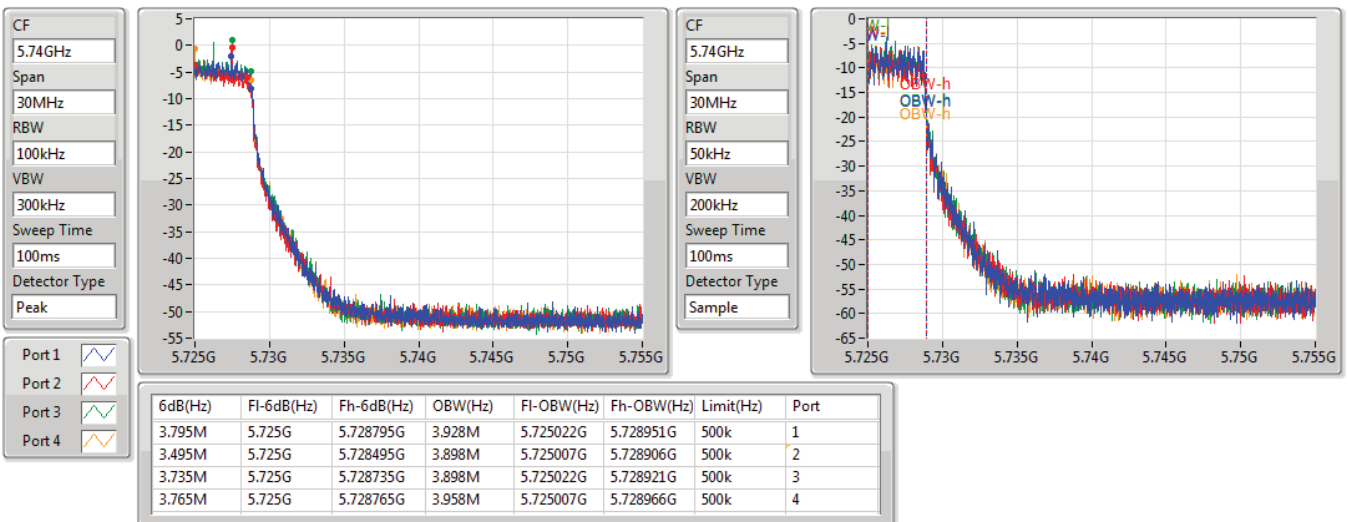 CF
5.74GHz
Span
30MHz
RBW
100kHz
VBW
300kHz
Sweep Time
100ms
Detector Type
Peak
5
0
-5
-10
-15
-20
-25
-30
-35
-40
-45
-50
-55
5.725G 5.73G 5.735G 5.74G 5.745G 5.75G 5.755G
CF
5.74GHz
Span
30MHz
RBW
50kHz
VBW
200kHz
Sweep Time
100ms
Detector Type
Sample
0
-5
-10
-15
-20
-25
-30
-35
-40
-45
-50
-55
-60
-65
OBW-h
OBW-h
OBW-h
5.725G 5.73G 5.735G 5.74G 5.745G 5.75G 5.755G
Port 1
Port 2
Port 3
Port 4
6dB(Hz) Fl-6dB(Hz) Fh-6dB(Hz) OBW(Hz) Fl-OBW(Hz) Fh-OBW(Hz) Limit(Hz) Port
3.795M 5.725G 5.728795G 3.928M 5.725022G 5.728951G 500k 1
3.495M 5.725G 5.728495G 3.898M 5.725007G 5.728906G 500k 2
3.735M 5.725G 5.728735G 3.898M 5.725022G 5.728921G 500k 3
3.765M 5.725G 5.728765G 3.958M 5.725007G 5.728966G 500k 4